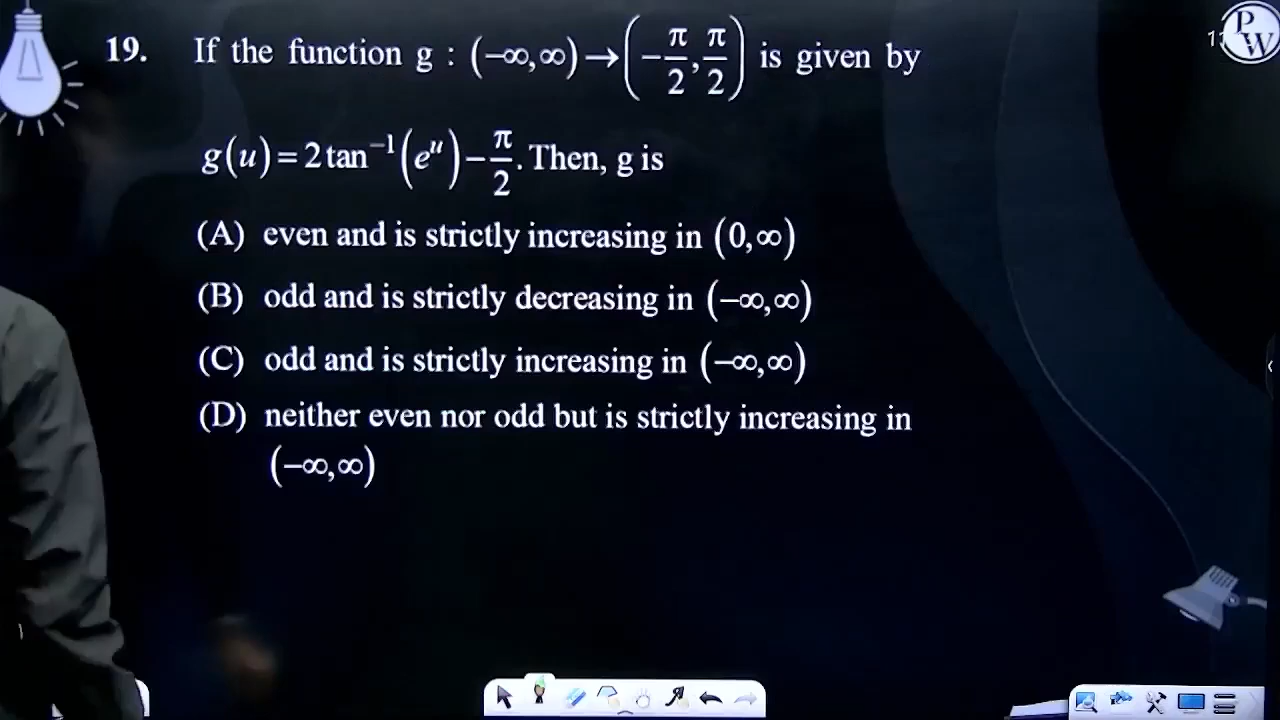 19. If the function g : (−∞,∞)→(−π/2,π/2) is given by
g(u)=2tan⁻¹(eᵘ)−π/2. Then, g is
(A) even and is strictly increasing in (0,∞)
(B) odd and is strictly decreasing in (−∞,∞)
(C) odd and is strictly increasing in (−∞,∞)
(D) neither even nor odd but is strictly increasing in
(−∞,∞)
PW